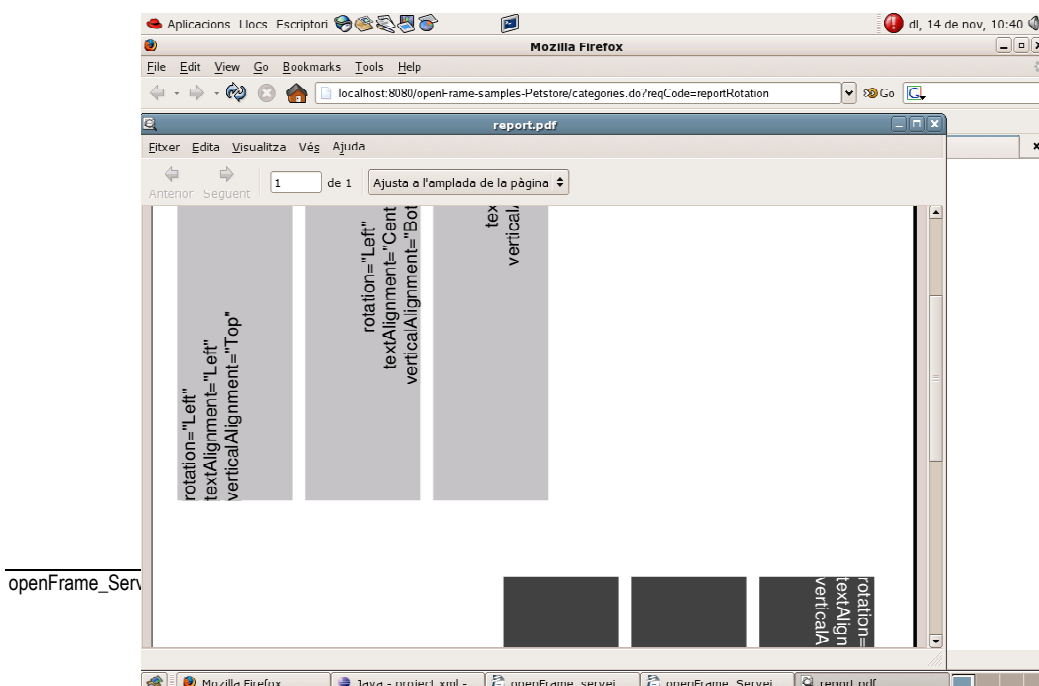 Aplicacions Llocs Escriptori
dl, 14 de nov, 10:40
Mozilla Firefox
File Edit View Go Bookmarks Tools Help
localhost:8080/openFrame-samples-Petstore/categories.do?reqCode=reportRotation
Go
report.pdf
Fitxer Edita Visualitza Vés Ajuda
Anterior Següent
1 de 1
Ajusta a l'amplada de la pàgina
rotation="Left"
textAlignment="Left"
verticalAlignment="Top"
rotation="Left"
textAlignment="Cent
verticalAlignment="Bot
tex
verticalA
rotation=
textAlign
verticalA
openFrame_Serv
Mozilla Firefox
Java - project.xml -
openFrame_servei
openFrame_Servei
report.pdf